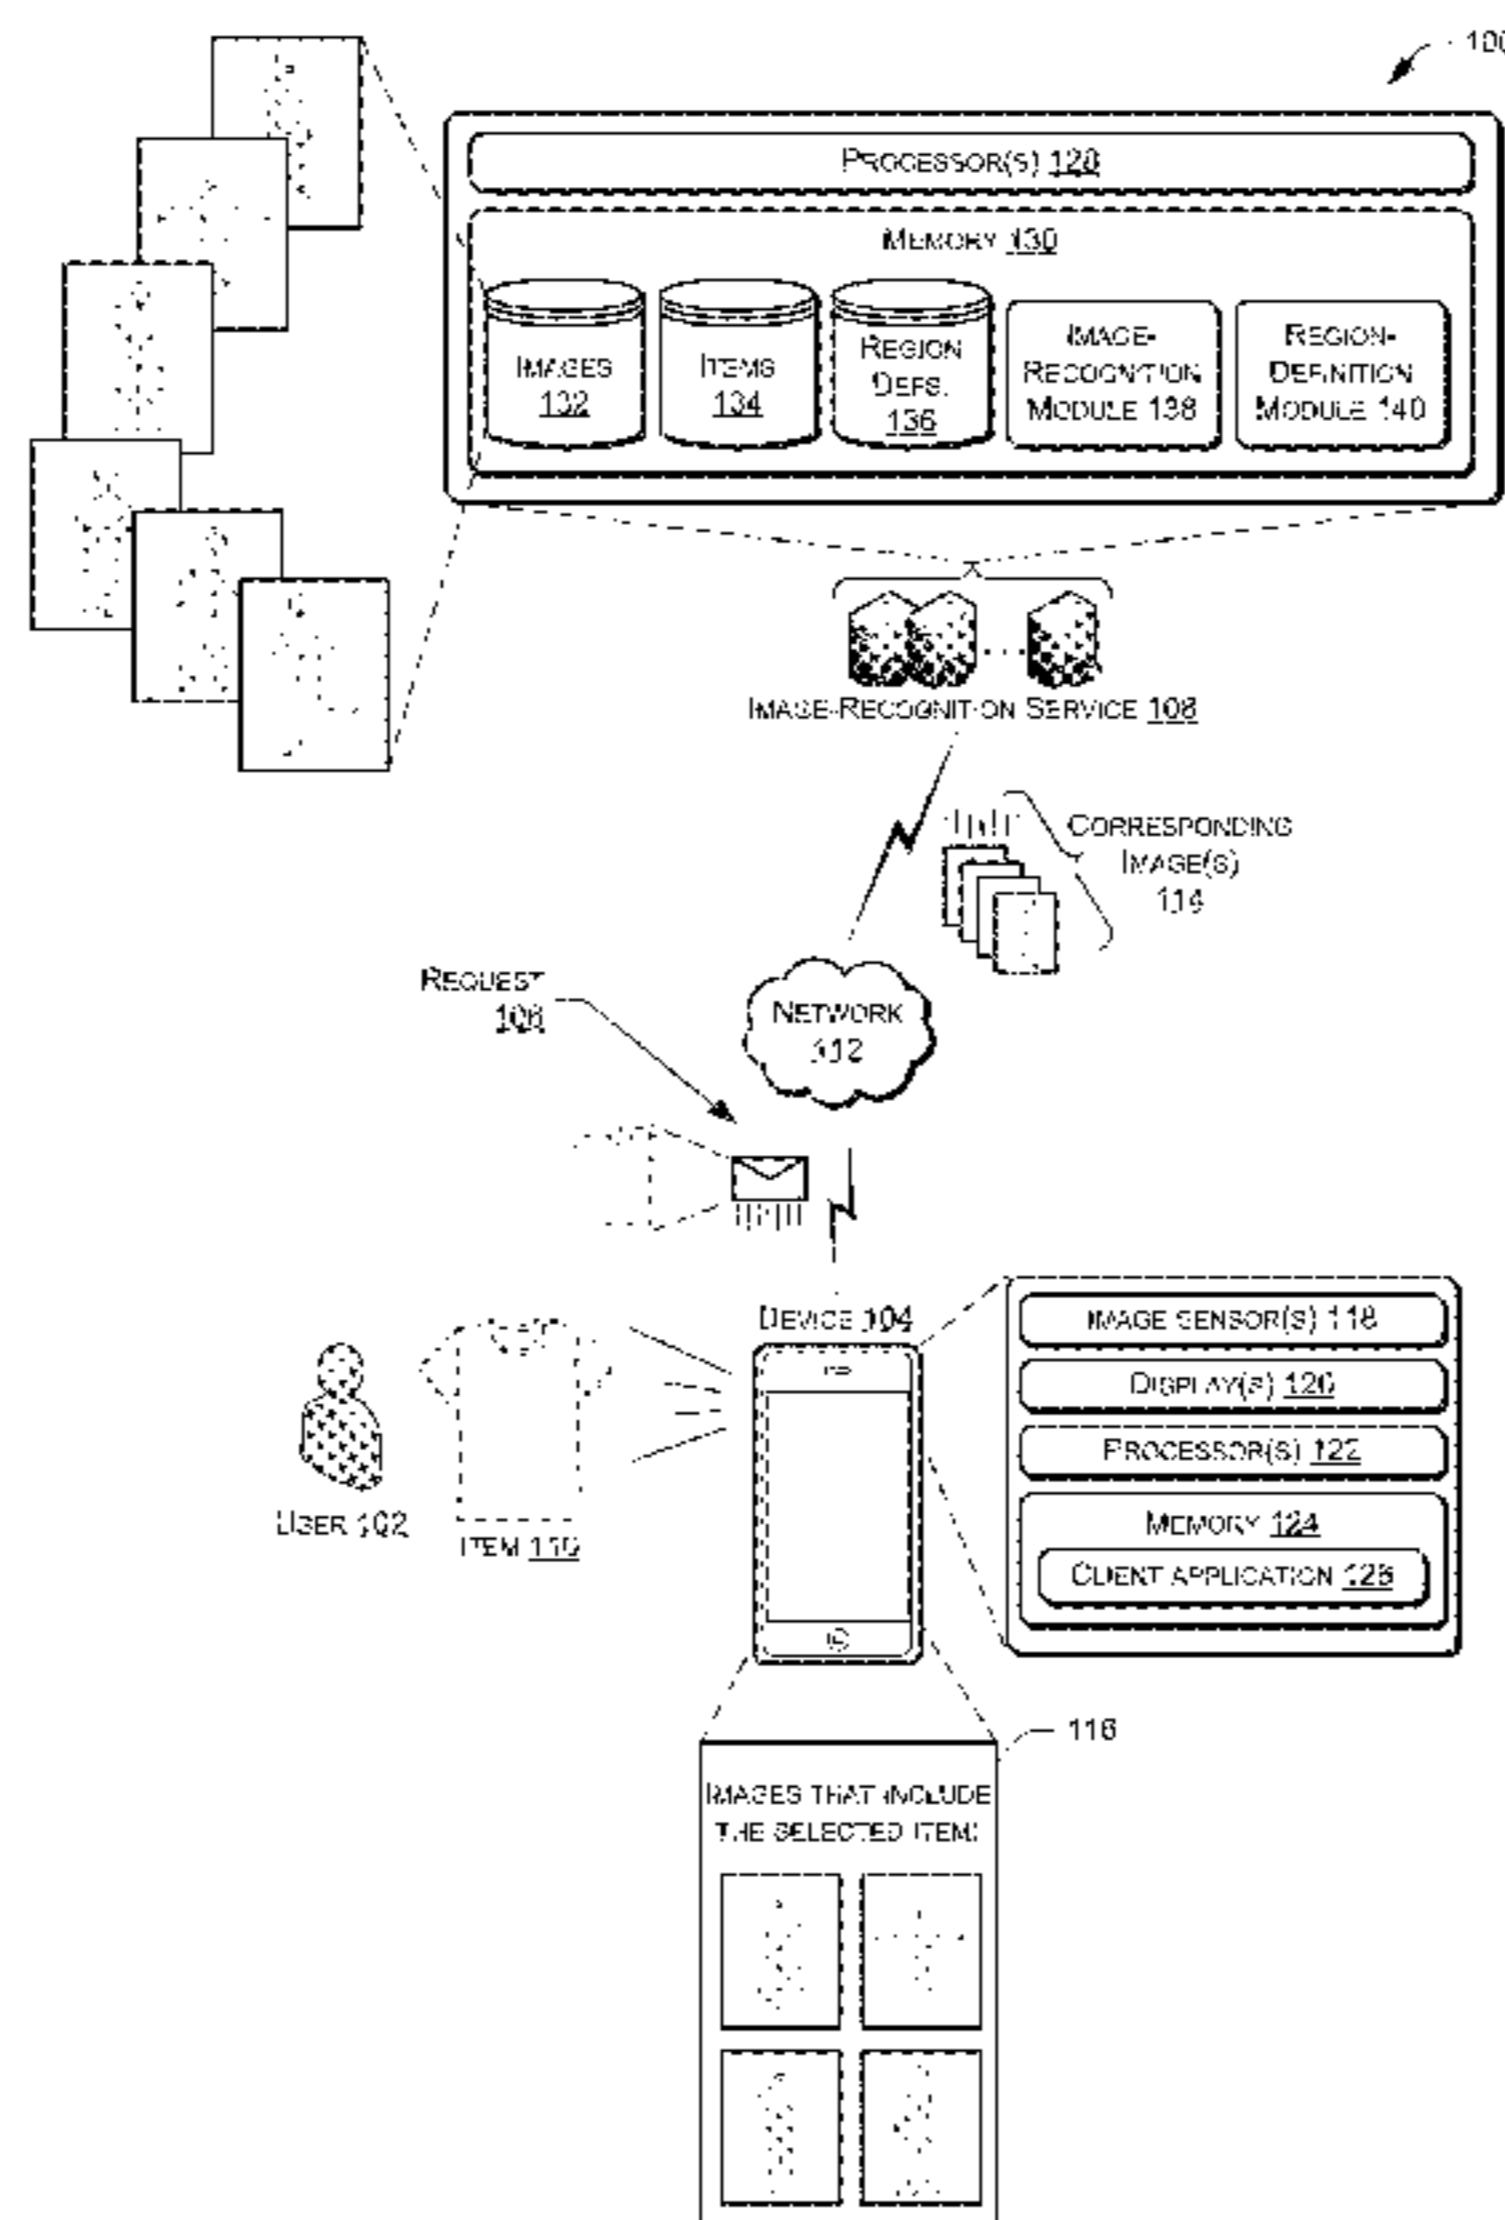 PROCESSOR(S) 128
MEMORY 130
IMAGES
132
ITEMS
134
REGION
DEFS.
136
IMAGE-
RECOGNITION
MODULE 138
REGION-
DEFINITION
MODULE 140
IMAGE-RECOGNITION SERVICE 108
CORRESPONDING
IMAGE(S)
114
REQUEST
106
NETWORK
112
DEVICE 104
IMAGE SENSOR(S) 118
DISPLAY(S) 120
PROCESSOR(S) 122
MEMORY 124
CLIENT APPLICATION 126
USER 102
ITEM 110
116
IMAGES THAT INCLUDE
THE SELECTED ITEM: